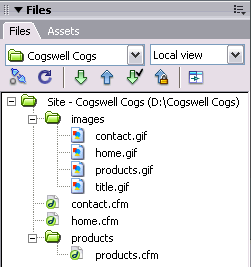 Files
Files Assets
Cogswell Cogs Local view
Site - Cogswell Cogs (D:\Cogswell Cogs)
images
contact.gif
home.gif
products.gif
title.gif
contact.cfm
home.cfm
products
products.cfm